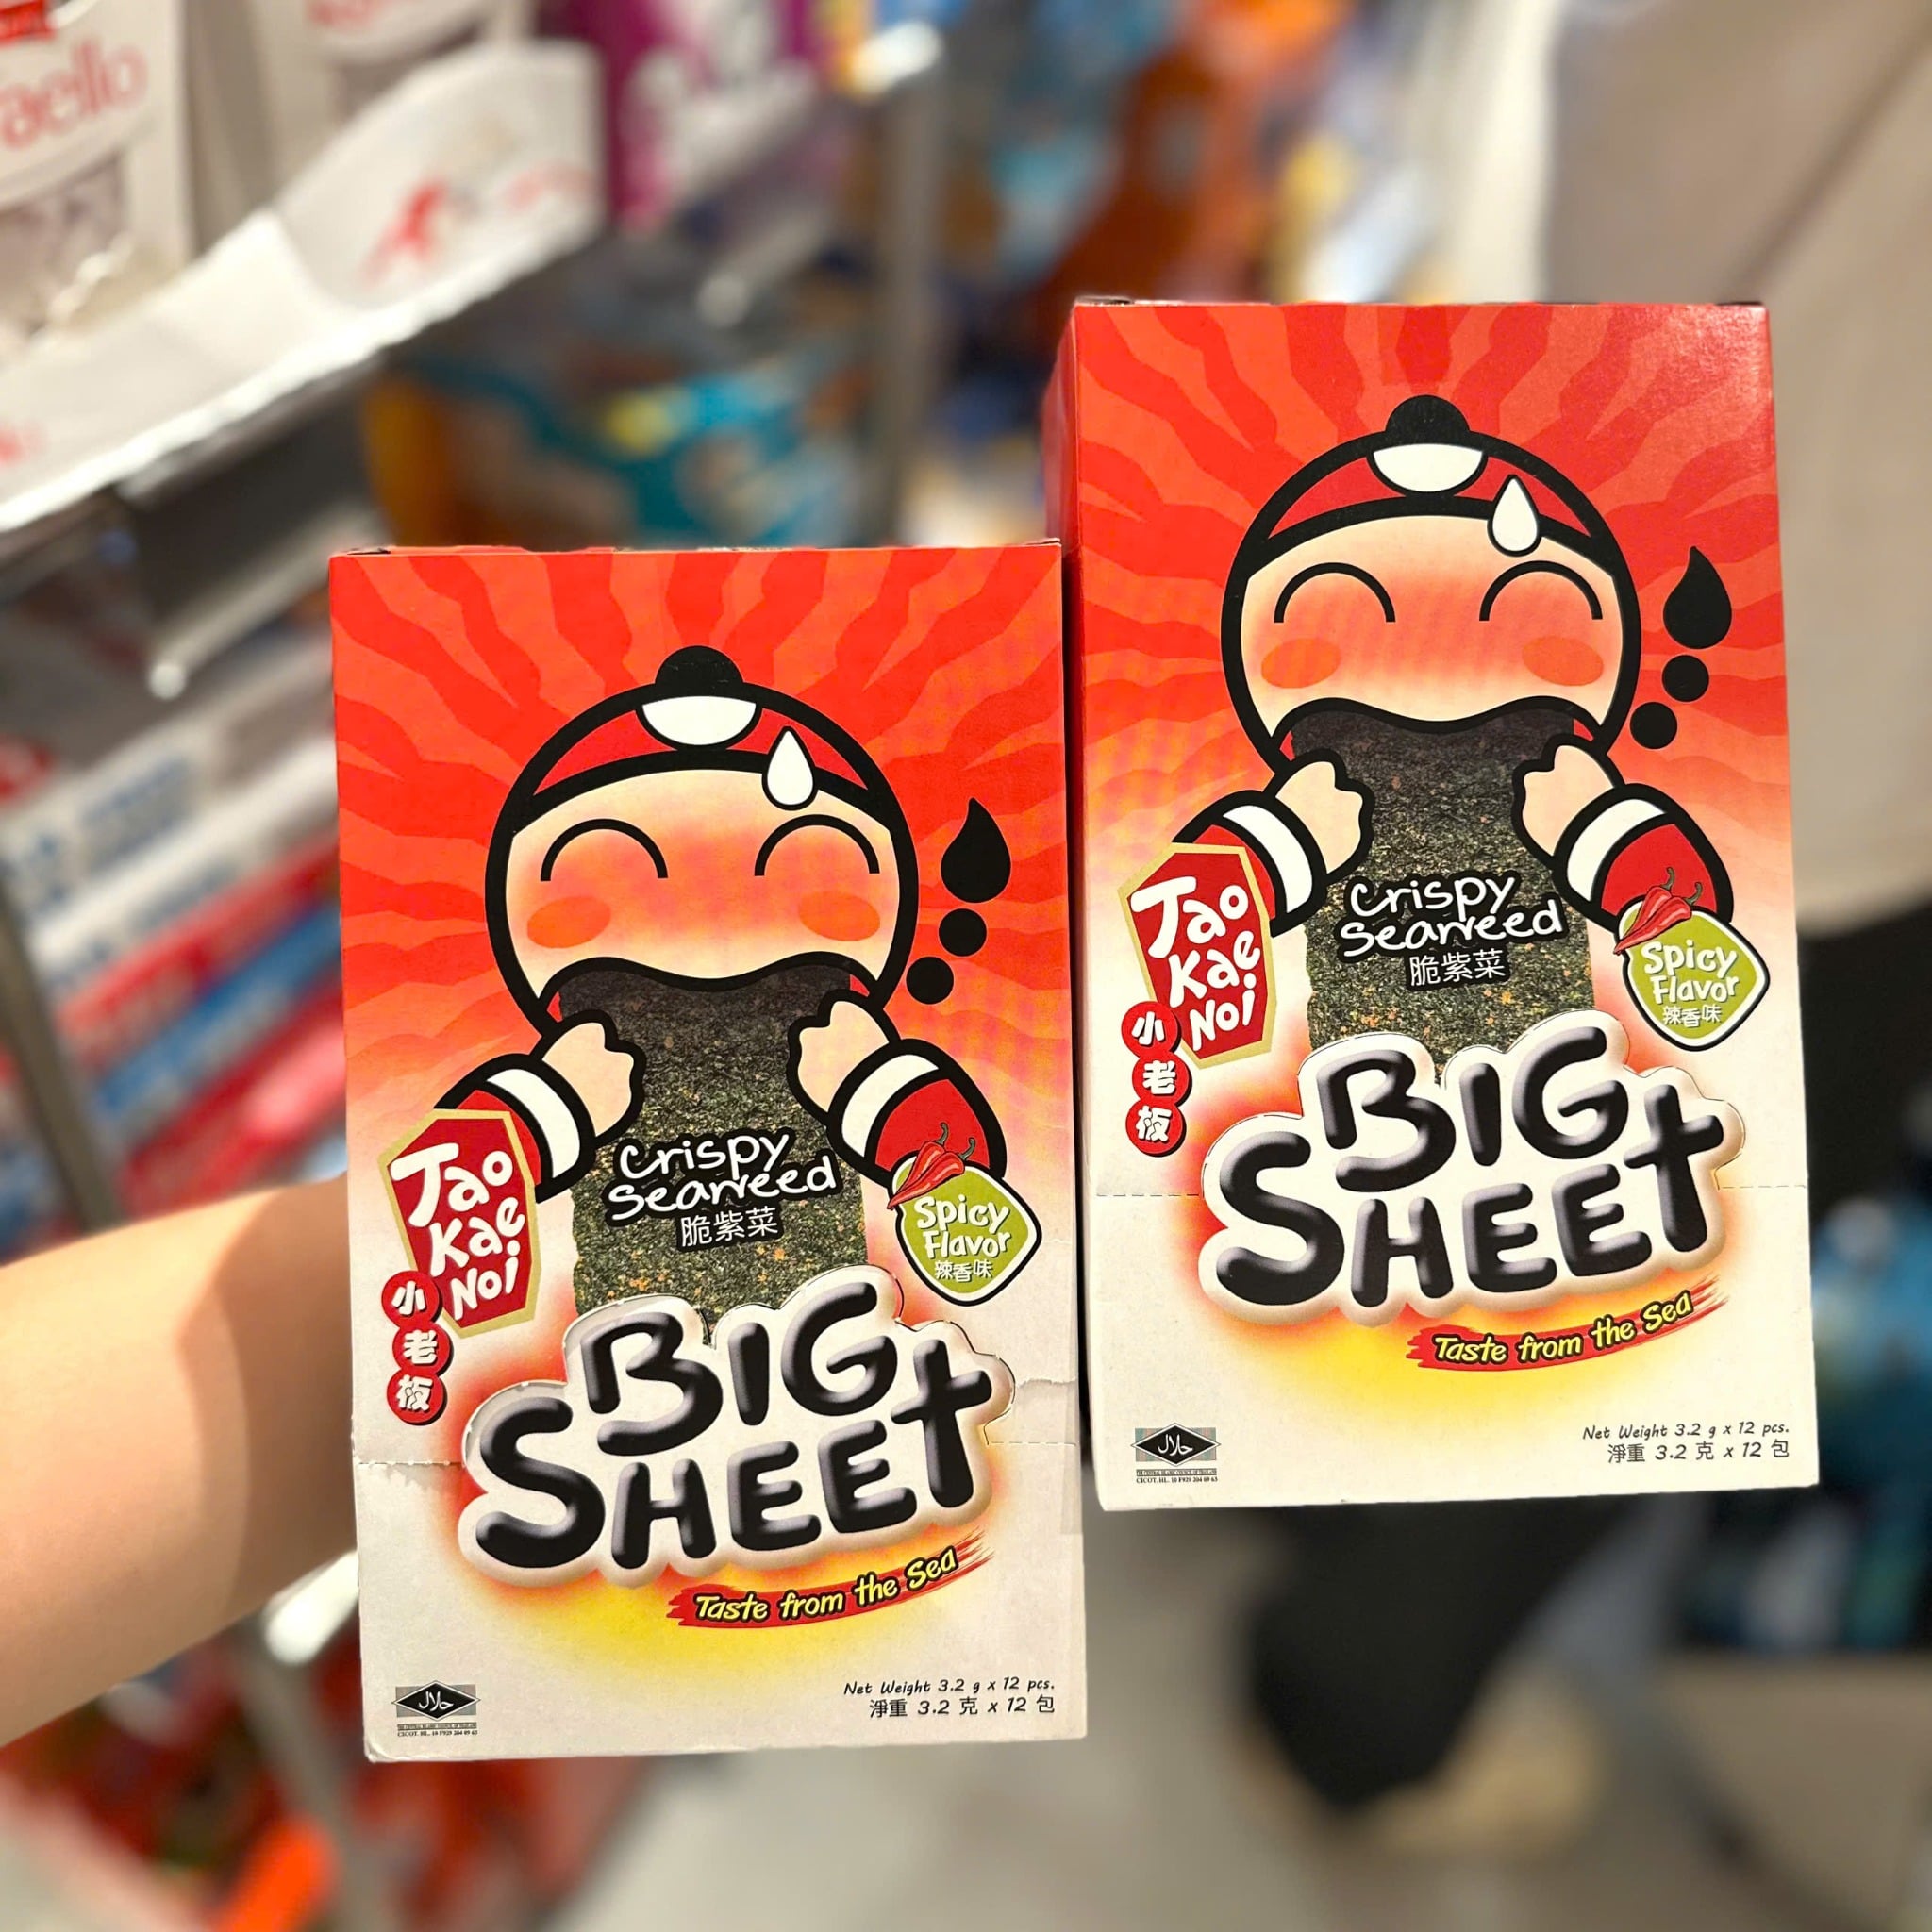 aello
Tao
Kae
Noi
小
老
板
Crispy
Seaweed
脆紫菜
Spicy
Flavor
辣香味
BIG
SHEEt
Taste from the Sea
حلال
Net Weight 3.2 g x 12 pcs.
淨重 3.2 克 x 12 包
Tao
Kae
Noi
小
老
板
Crispy
Seaweed
脆紫菜
Spicy
Flavor
辣香味
BIG
SHEEt
Taste from the Sea
حلال
Net Weight 3.2 g x 12 pcs.
淨重 3.2 克 x 12 包